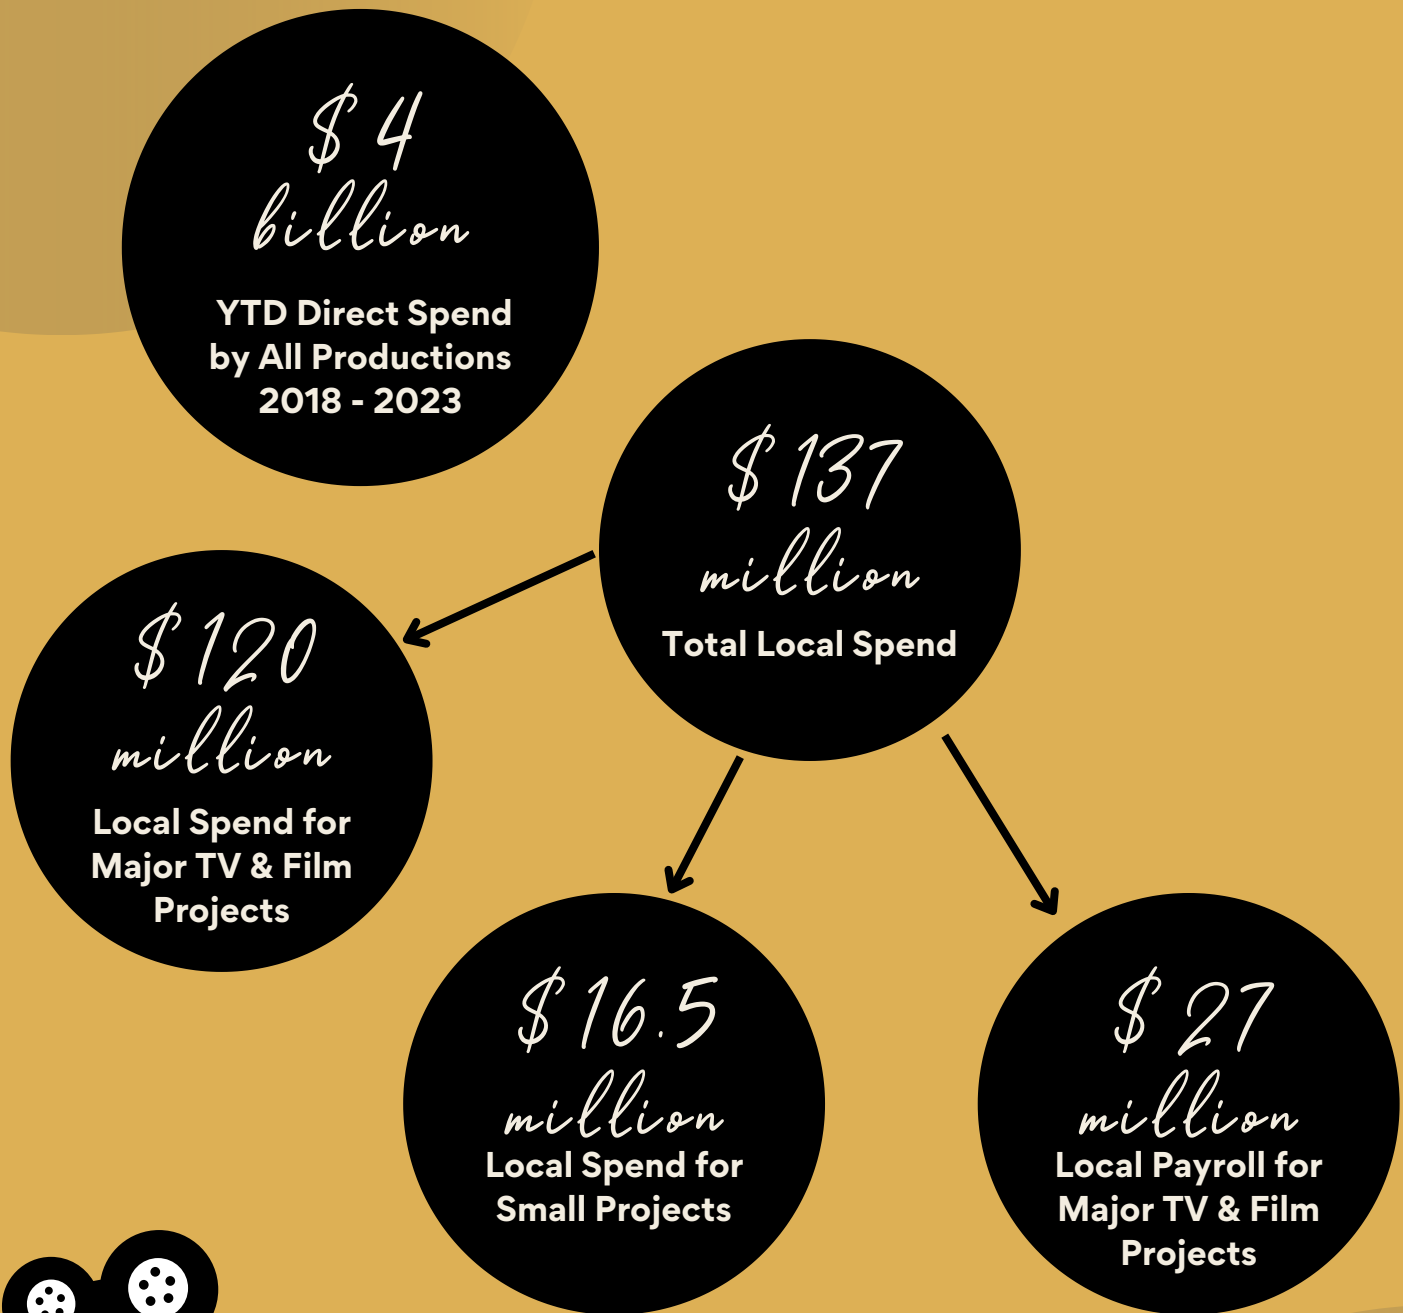 $ 4
billion
YTD Direct Spend
by All Productions
2018 - 2023
$ 137
million
Total Local Spend
$ 120
million
Local Spend for
Major TV & Film
Projects
$ 16.5
million
Local Spend for
Small Projects
$ 27
million
Local Payroll for
Major TV & Film
Projects